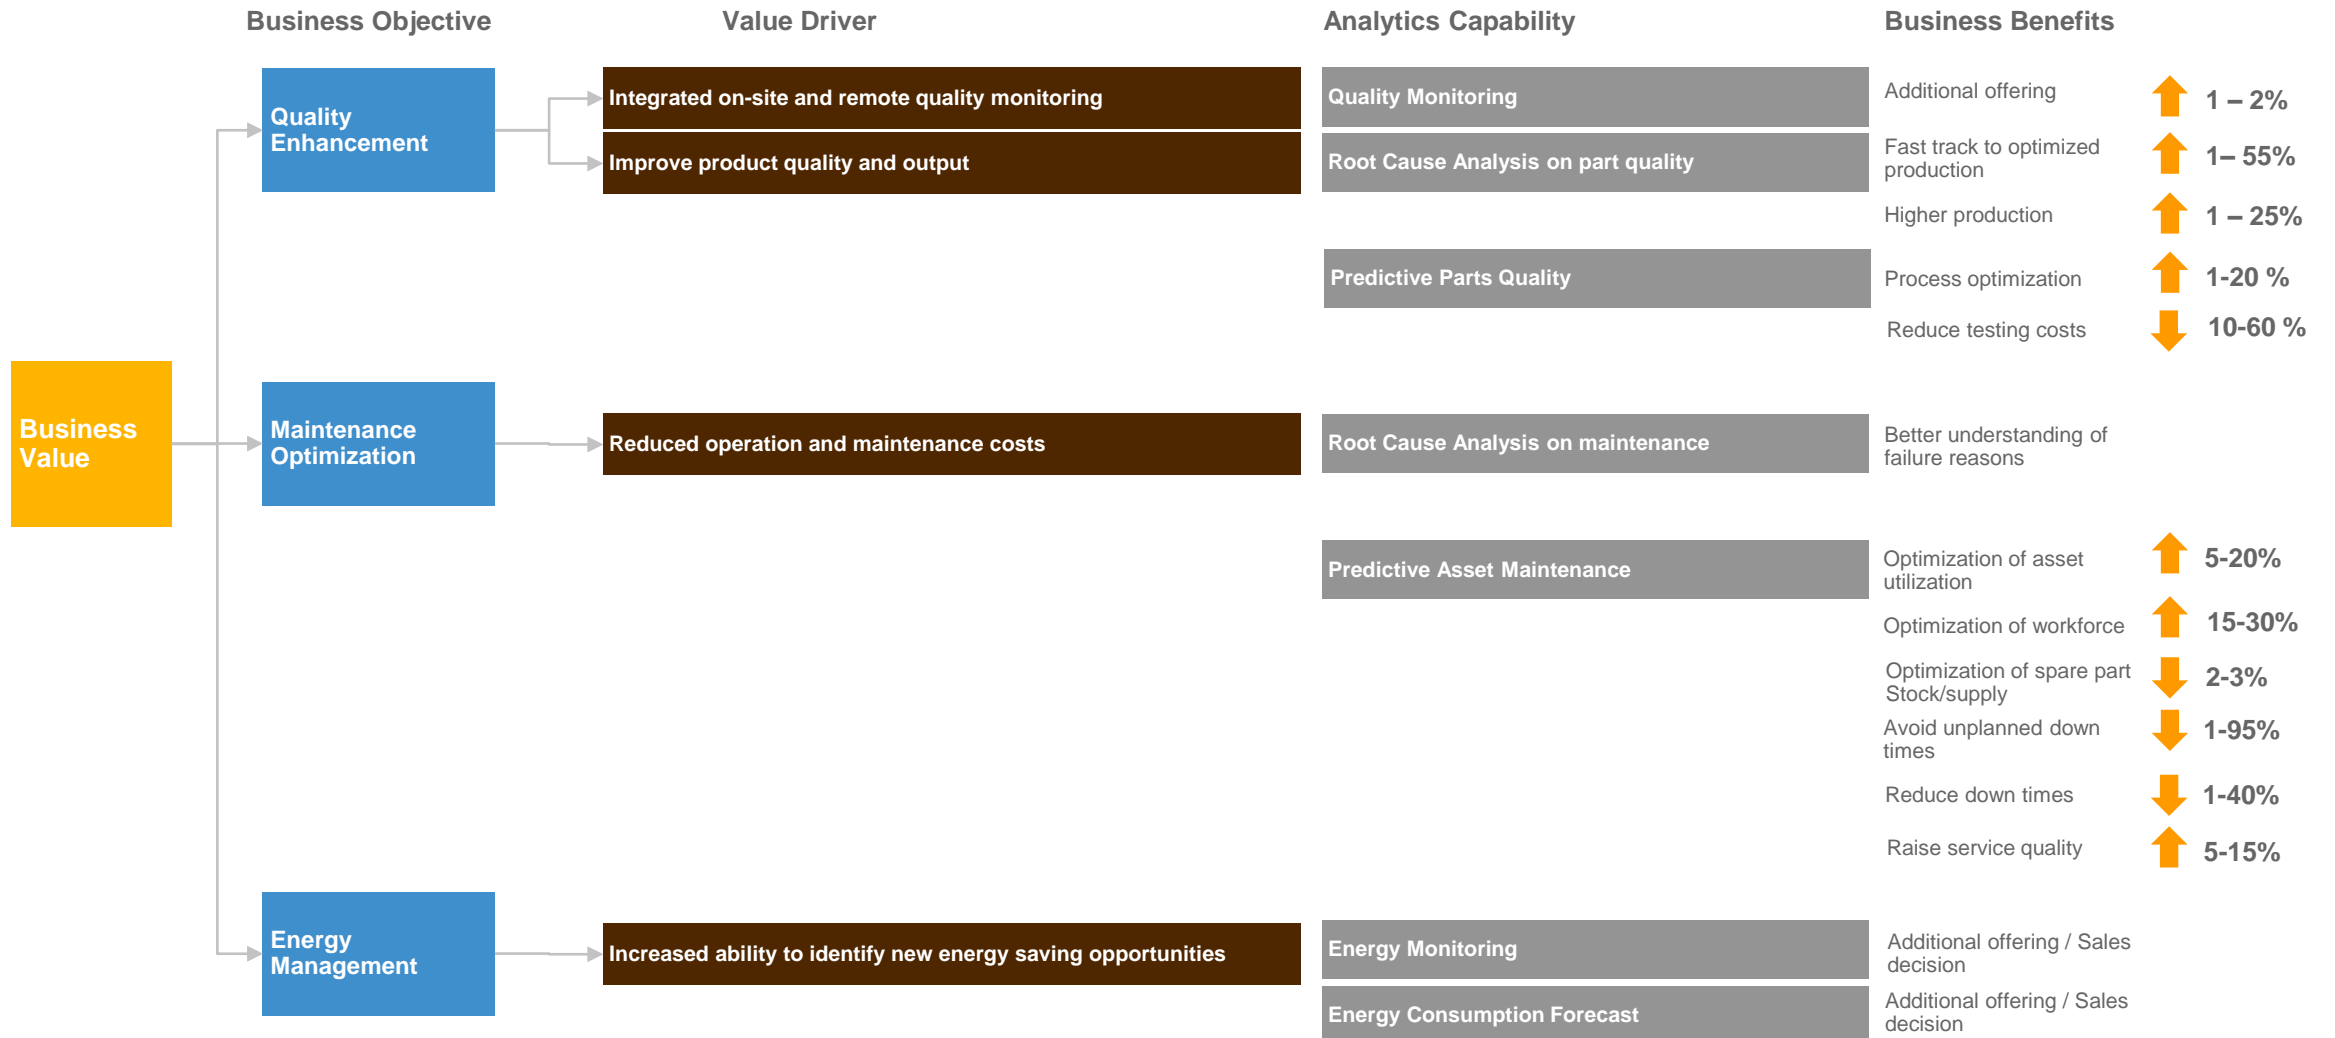 Business Objective
Value Driver
Analytics Capability
Business Benefits
Quality
Enhancement
Integrated on-site and remote quality monitoring
Quality Monitoring
Additional offering
1 – 2%
Improve product quality and output
Root Cause Analysis on part quality
Fast track to optimized
production
1– 55%
Higher production
1 – 25%
Predictive Parts Quality
Process optimization
1-20 %
Reduce testing costs
10-60 %
Business
Value
Maintenance
Optimization
Reduced operation and maintenance costs
Root Cause Analysis on maintenance
Better understanding of
failure reasons
Predictive Asset Maintenance
Optimization of asset
utilization
5-20%
Optimization of workforce
15-30%
Optimization of spare part
Stock/supply
2-3%
Avoid unplanned down
times
1-95%
Reduce down times
1-40%
Raise service quality
5-15%
Energy
Management
Increased ability to identify new energy saving opportunities
Energy Monitoring
Additional offering / Sales
decision
Energy Consumption Forecast
Additional offering / Sales
decision